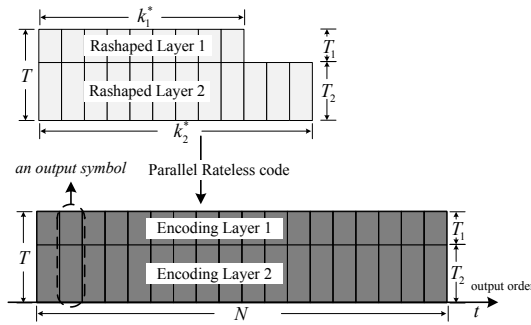 k₁*
Rashaped Layer 1
T
T₁
Rashaped Layer 2
T₂
k₂*
an output symbol
Parallel Rateless code
Encoding Layer 1
T₁
T
Encoding Layer 2
T₂
output order
N
t